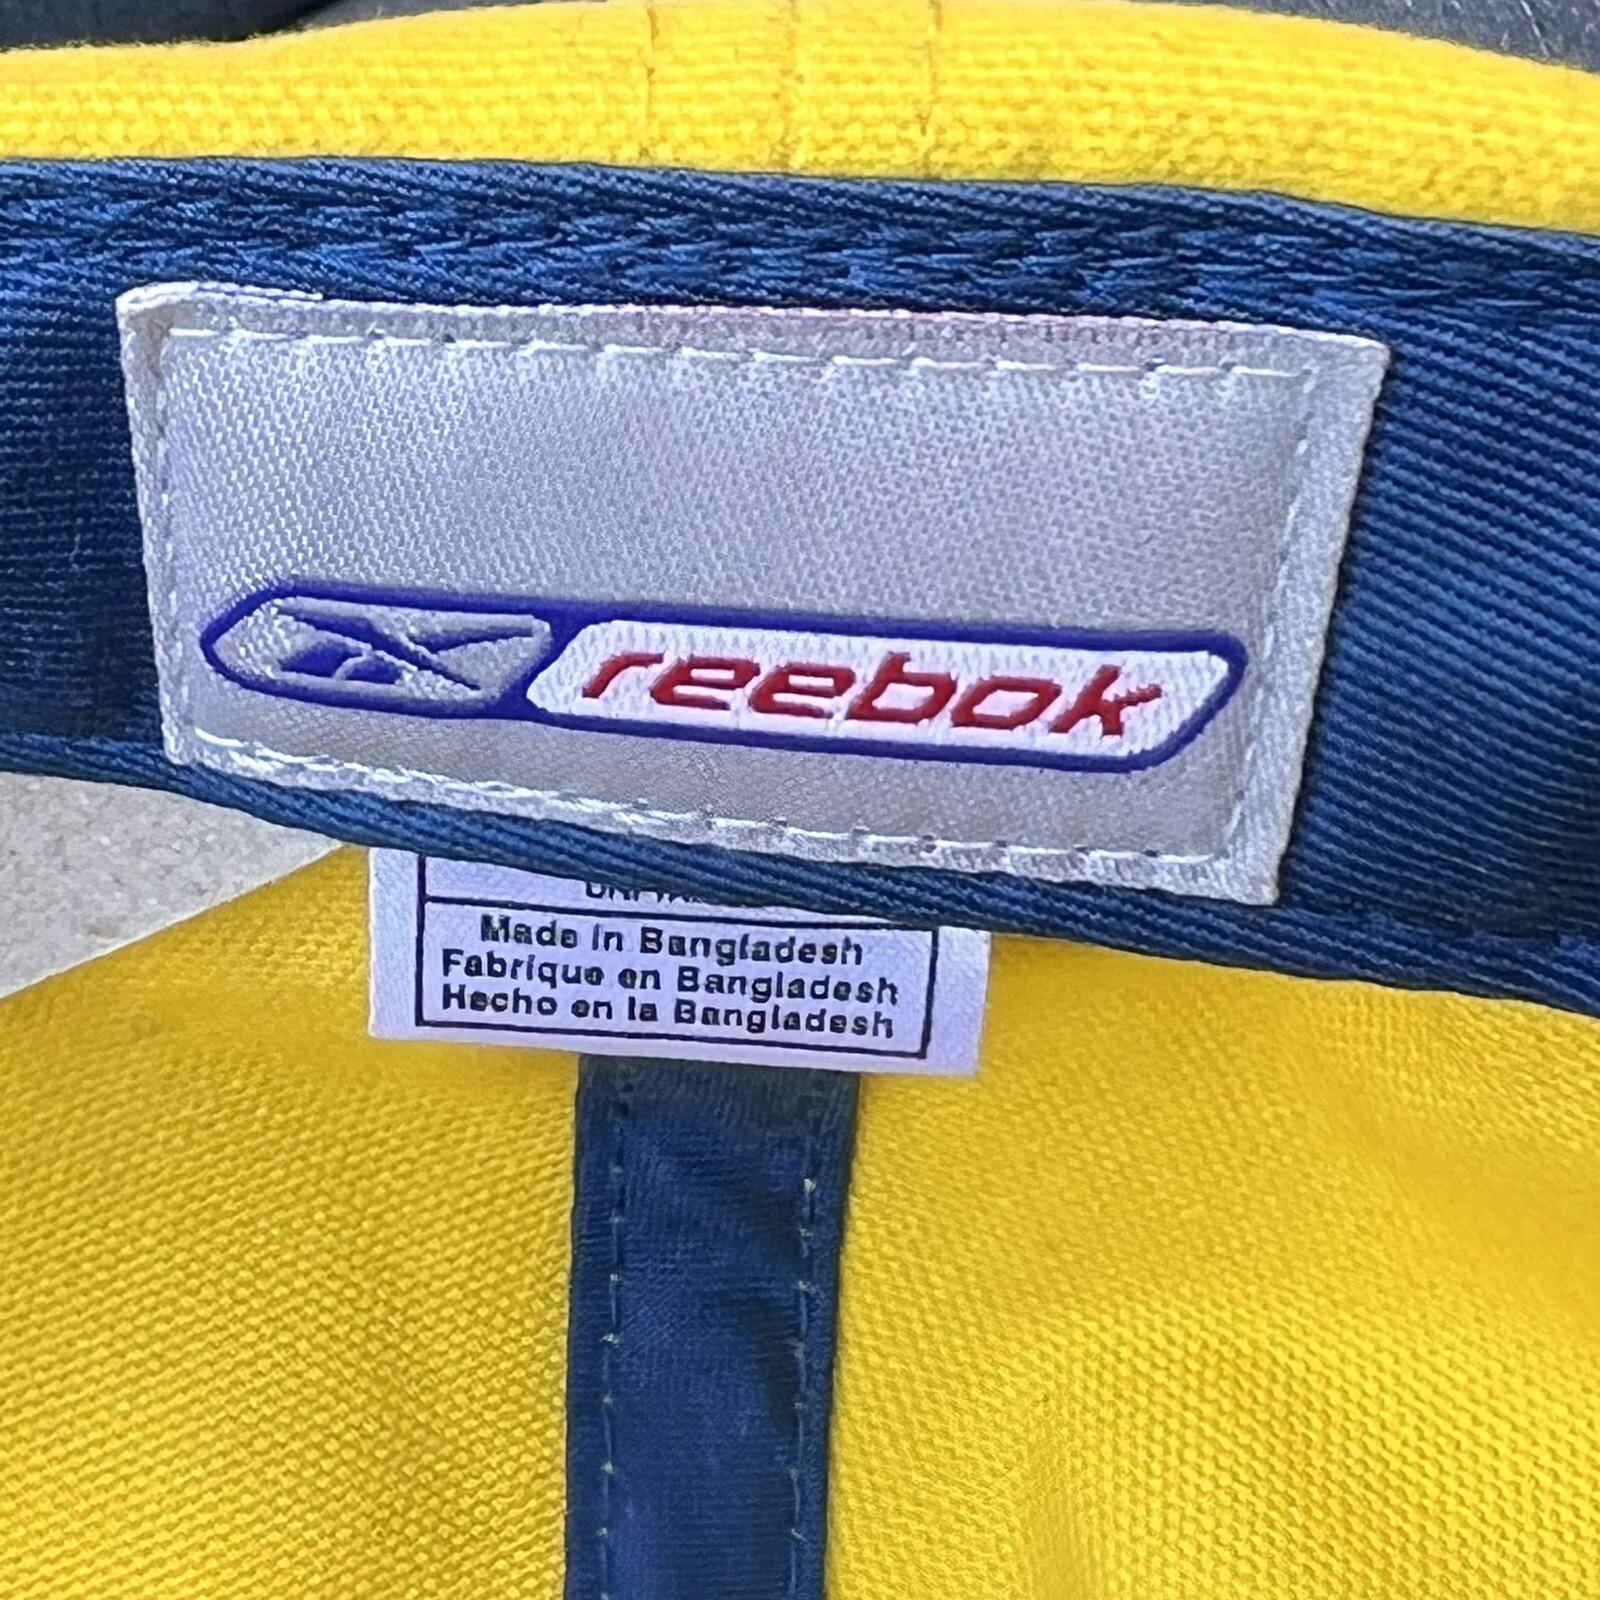 reebok
Made in Bangladesh
Fabrique en Bangladesh
Hecho en la Bangladesh